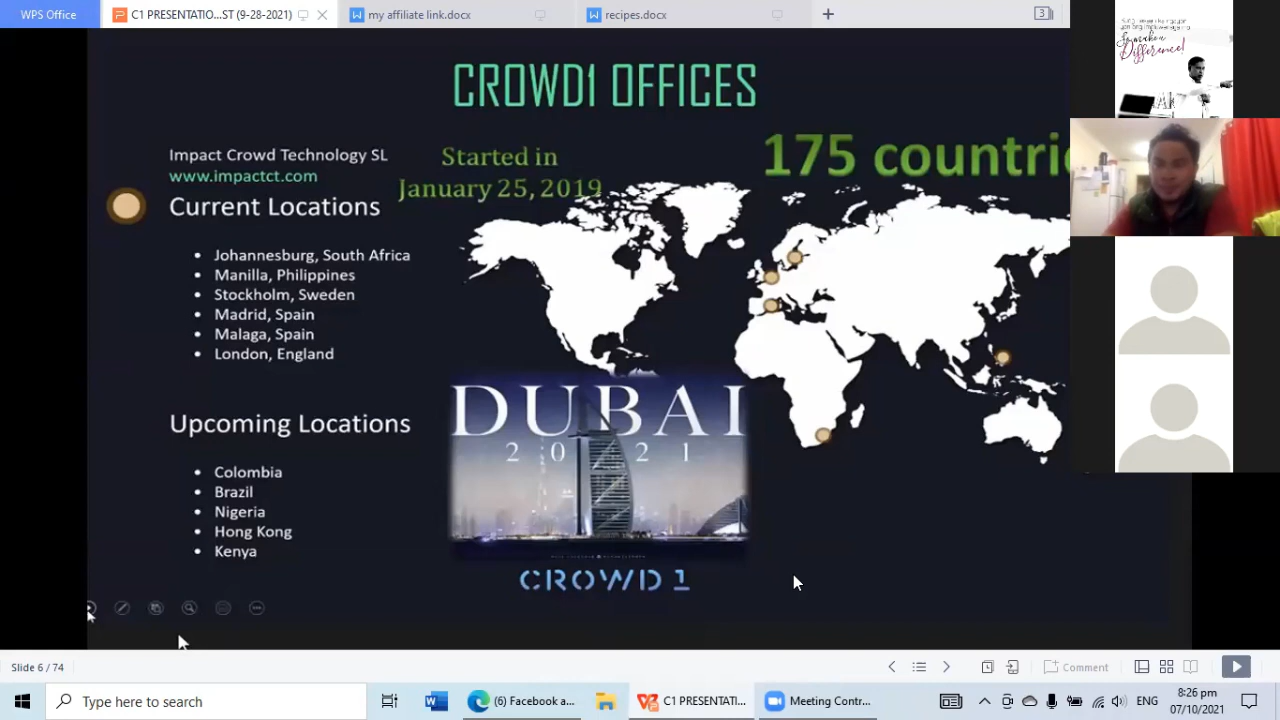 WPS Office
C1 PRESENTATIO...ST (9-28-2021)
my affiliate link.docx
recipes.docx
3
CROWD1 OFFICES
Impact Crowd Technology SL
www.impactct.com
Started in
January 25, 2019
175 countri
Difference!
Current Locations
• Johannesburg, South Africa
• Manilla, Philippines
• Stockholm, Sweden
• Madrid, Spain
• Malaga, Spain
• London, England
DUBAI
2021
Upcoming Locations
• Colombia
• Brazil
• Nigeria
• Hong Kong
• Kenya
CROWD 1
Slide 6 / 74
Comment
Type here to search
(6) Facebook a...
C1 PRESENTATI...
Meeting Contr...
ENG
8:26 pm
07/10/2021